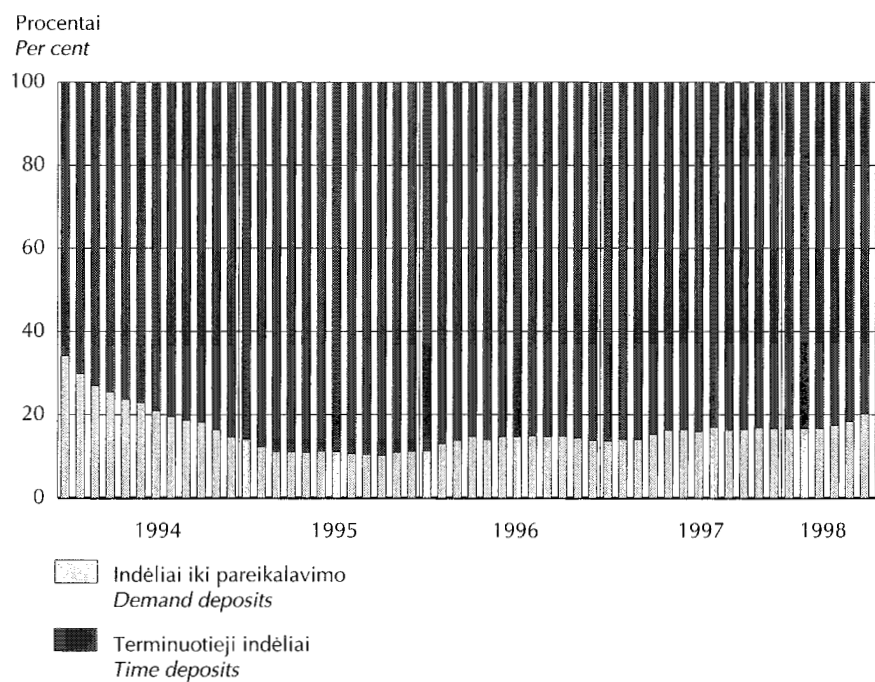 Procentai
Per cent
100
80
60
40
20
0
1994 1995 1996 1997 1998
Indėliai iki pareikalavimo
Demand deposits
Terminuotieji indėliai
Time deposits